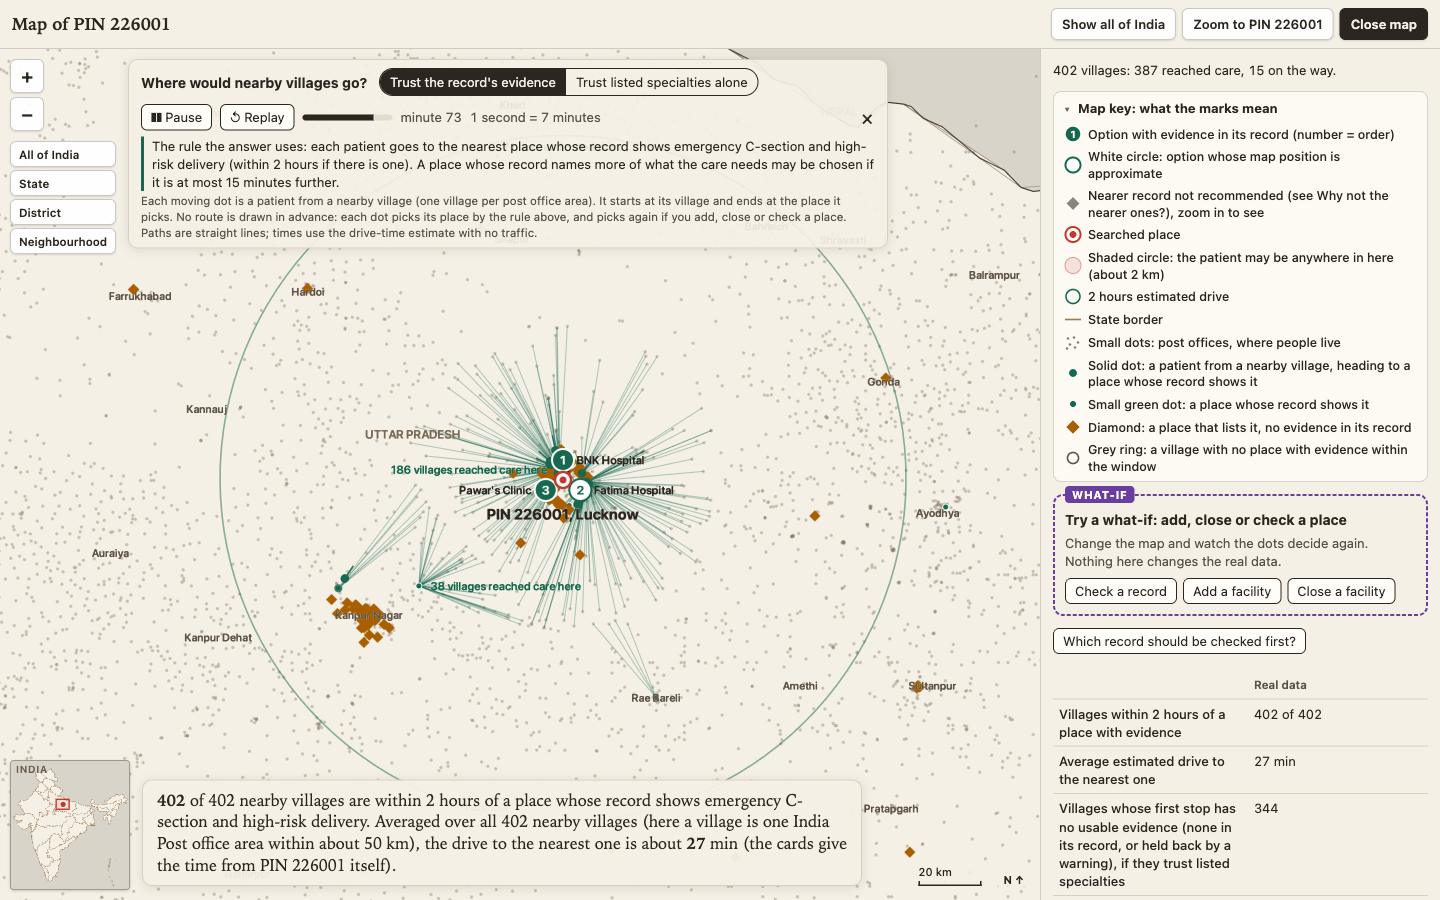 Map of PIN 226001
Show all of India
Zoom to PIN 226001
Close map
+
−
All of India
State
District
Neighbourhood
Where would nearby villages go?
Trust the record's evidence
Trust listed specialties alone
Pause
Replay
minute 73 1 second = 7 minutes
The rule the answer uses: each patient goes to the nearest place whose record shows emergency C-section and high-
risk delivery (within 2 hours if there is one). A place whose record names more of what the care needs may be chosen if
it is at most 15 minutes further.
Each moving dot is a patient from a nearby village (one village per post office area). It starts at its village and ends at the place it
picks. No route is drawn in advance: each dot picks its place by the rule above, and picks again if you add, close or check a place.
Paths are straight lines; times use the drive-time estimate with no traffic.
Kheri
Bahraich
Shravasti
Balrampur
Farrukhabad
Hardoi
Gonda
Kannauj
UTTAR PRADESH
1
BNK Hospital
186 villages reached care here
Pawar's Clinic
3
2
Fatima Hospital
PIN 226001, Lucknow
Ayodhya
Auraiya
38 villages reached care here
Kanpur Nagar
Kanpur Dehat
Rae Bareli
Amethi
Sultanpur
Pratapgarh
INDIA
402 of 402 nearby villages are within 2 hours of a place whose record shows emergency C-
section and high-risk delivery. Averaged over all 402 nearby villages (here a village is one India
Post office area within about 50 km), the drive to the nearest one is about 27 min (the cards give
the time from PIN 226001 itself).
20 km
N ↑
402 villages: 387 reached care, 15 on the way.
Map key: what the marks mean
1
Option with evidence in its record (number = order)
White circle: option whose map position is
approximate
Nearer record not recommended (see Why not the
nearer ones?), zoom in to see
Searched place
Shaded circle: the patient may be anywhere in here
(about 2 km)
2 hours estimated drive
State border
Small dots: post offices, where people live
Solid dot: a patient from a nearby village, heading to a
place whose record shows it
Small green dot: a place whose record shows it
Diamond: a place that lists it, no evidence in its record
Grey ring: a village with no place with evidence within
the window
WHAT-IF
Try a what-if: add, close or check a place
Change the map and watch the dots decide again.
Nothing here changes the real data.
Check a record
Add a facility
Close a facility
Which record should be checked first?
Real data
Villages within 2 hours of a
place with evidence
402 of 402
Average estimated drive to
the nearest one
27 min
Villages whose first stop has
no usable evidence (none in
its record, or held back by a
warning), if they trust listed
specialties
344